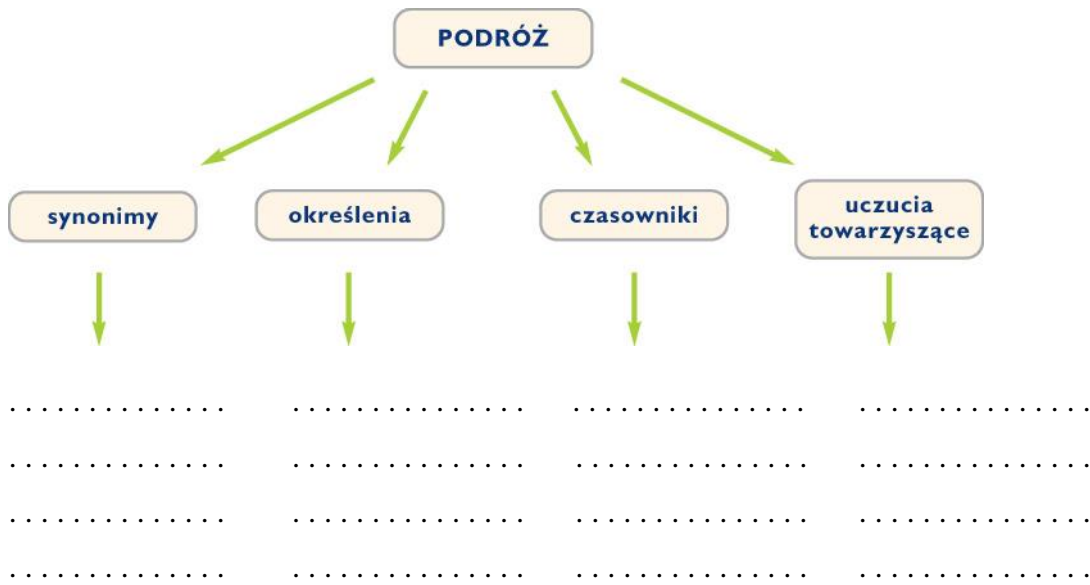 PODRÓŻ
synonimy
określenia
czasowniki
uczucia
towarzyszące